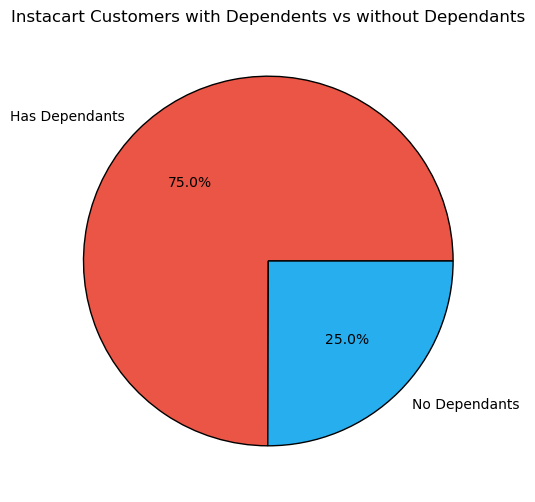 Instacart Customers with Dependents vs without Dependants
Has Dependants
75.0%
25.0%
No Dependants